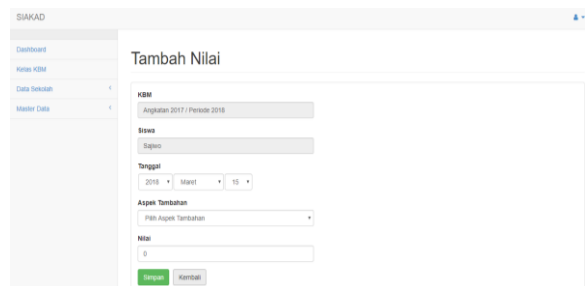 SIAKAD
Dashboard
Kelas KBM
Data Sekolah
Master Data
Tambah Nilai
KBM
Angkatan 2017 / Periode 2016
Siswa
Sajiwo
Tanggal
2018 Maret 15
Aspek Tambahan
Pilih Aspek Tambahan
Nilai
0
Simpan Kembali